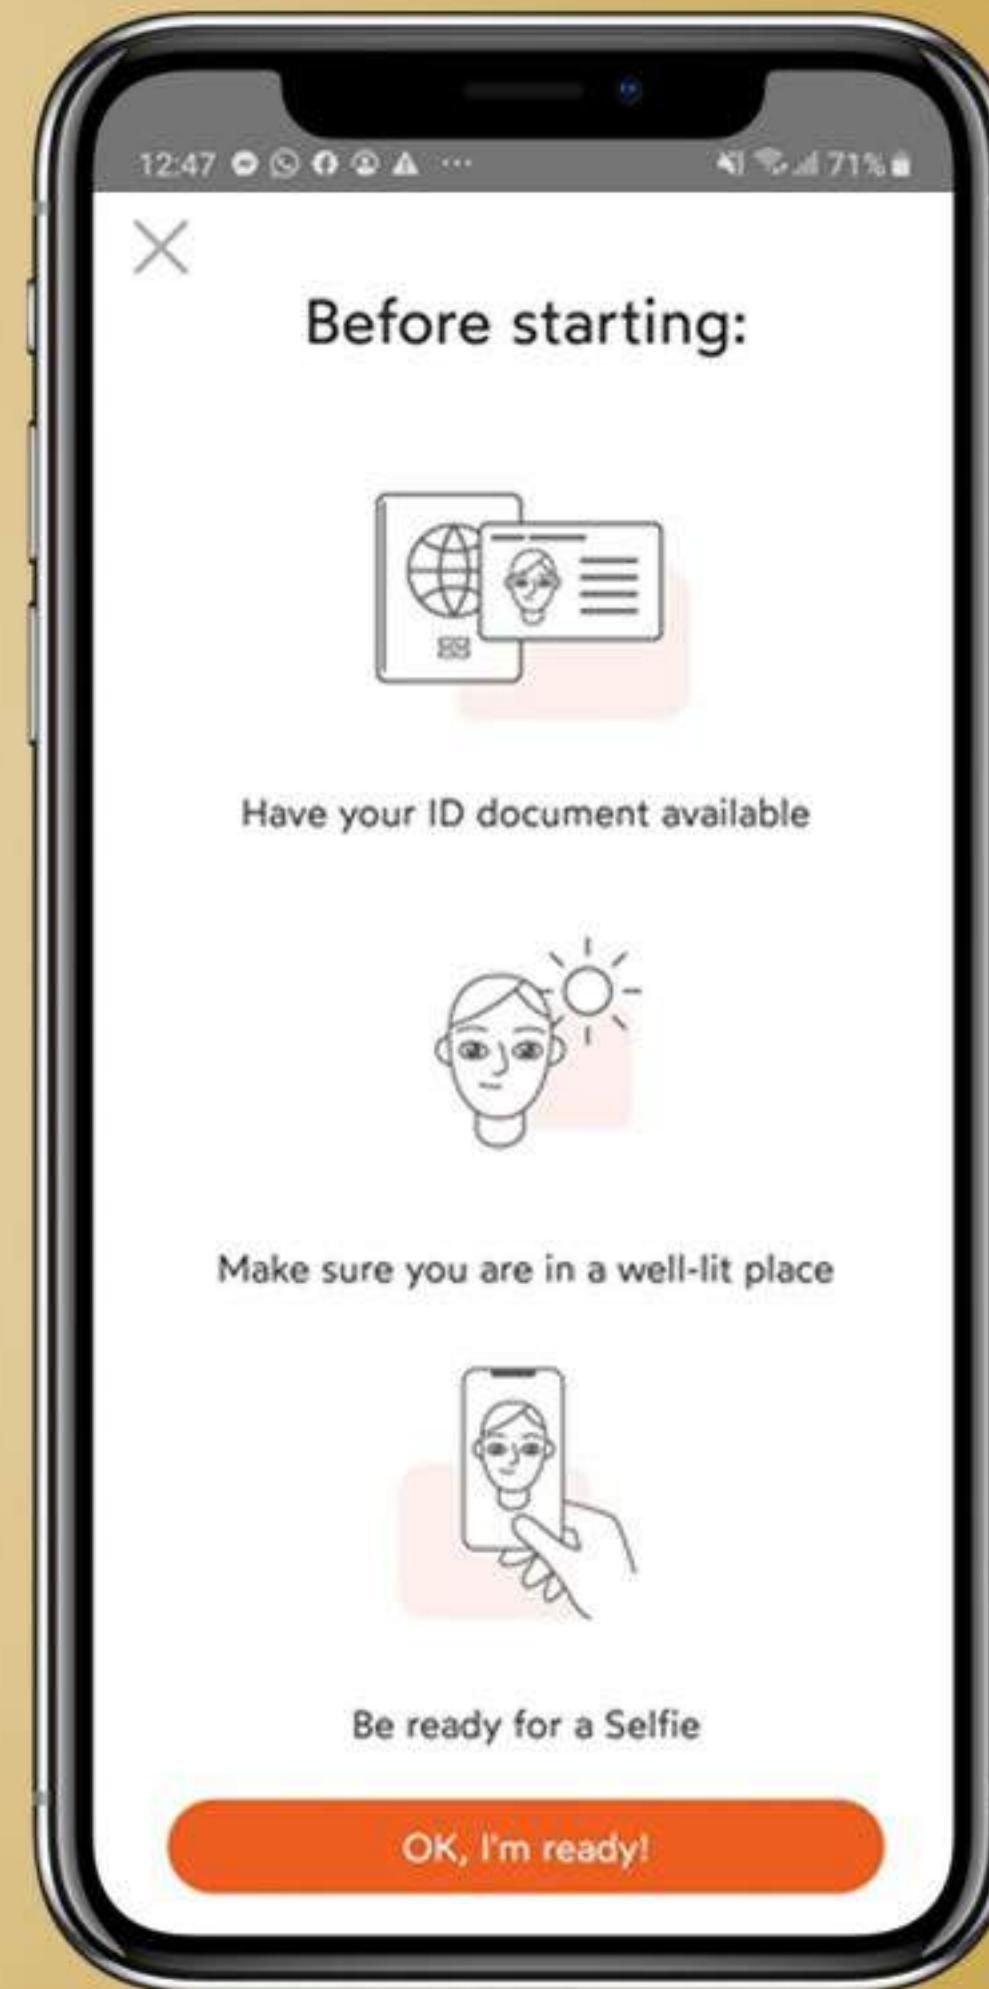 12:47 71%
Before starting:
Have your ID document available
Make sure you are in a well-lit place
Be ready for a Selfie
OK, I'm ready!